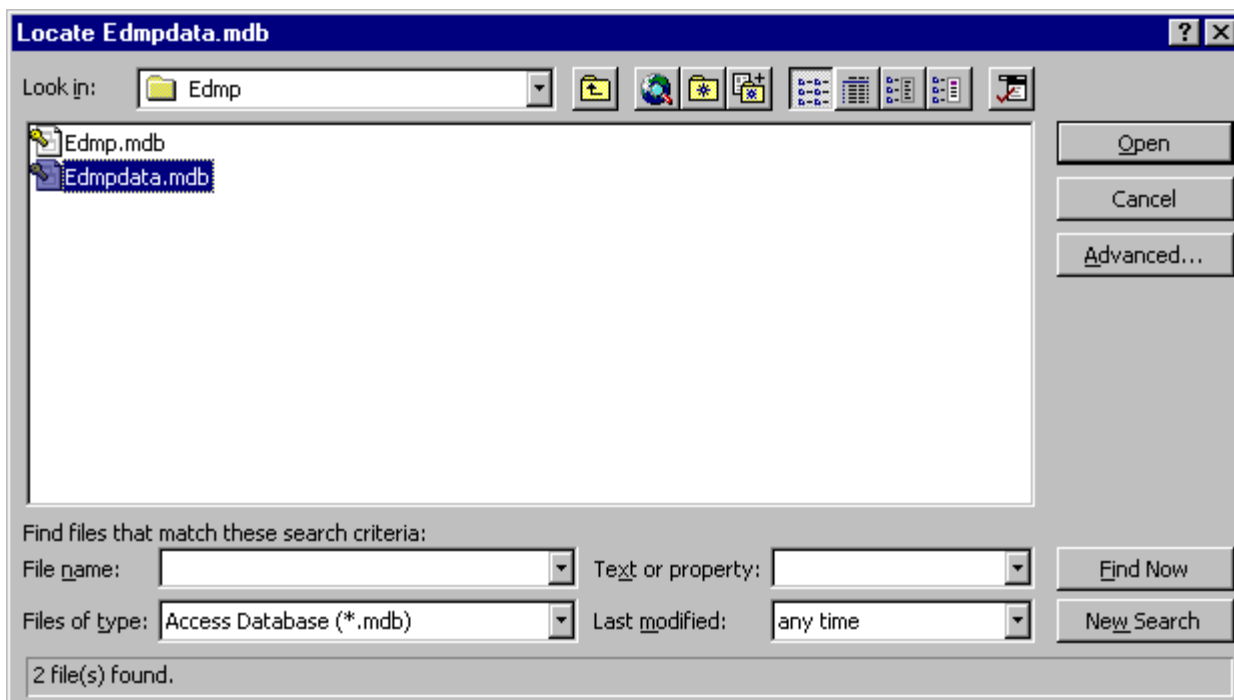 Locate Edmpdata.mdb
Look in: Edmp
Edmp.mdb
Edmpdata.mdb
Open
Cancel
Advanced...
Find files that match these search criteria:
File name: Text or property: Find Now
Files of type: Access Database (*.mdb) Last modified: any time New Search
2 file(s) found.